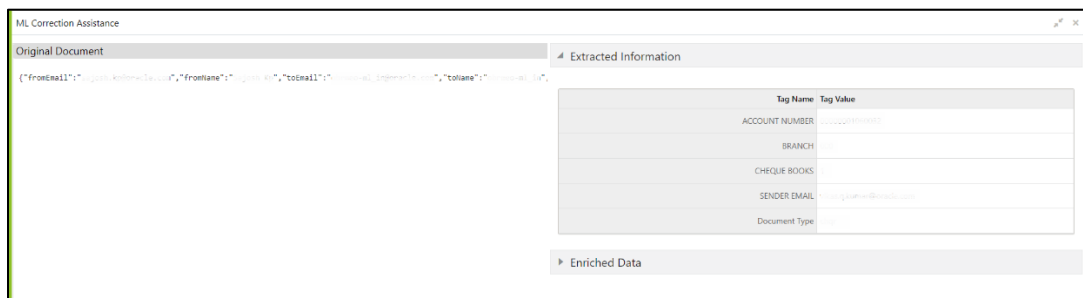 ML Correction Assistance
Original Document
{"fromEmail":" ","fromName":" ","toEmail":" ","toName":" ",
Extracted Information
Tag Name Tag Value
ACCOUNT NUMBER
BRANCH
CHEQUE BOOKS
SENDER EMAIL
Document Type
Enriched Data